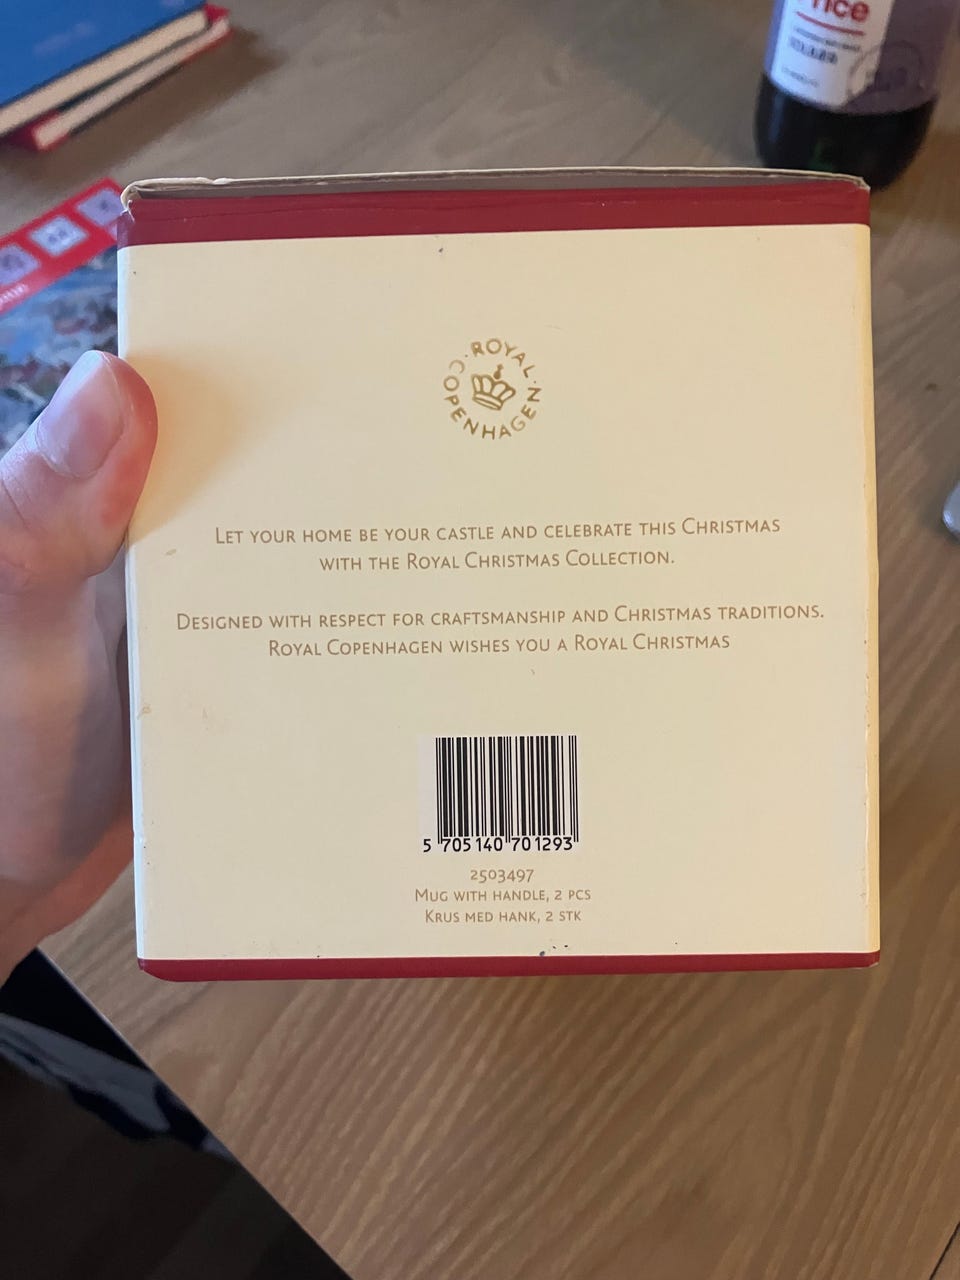 rice
ROYAL COPENHAGEN
LET YOUR HOME BE YOUR CASTLE AND CELEBRATE THIS CHRISTMAS
WITH THE ROYAL CHRISTMAS COLLECTION.
DESIGNED WITH RESPECT FOR CRAFTSMANSHIP AND CHRISTMAS TRADITIONS.
ROYAL COPENHAGEN WISHES YOU A ROYAL CHRISTMAS
5 705140 701293
2503497
MUG WITH HANDLE, 2 PCS
KRUS MED HANK, 2 STK